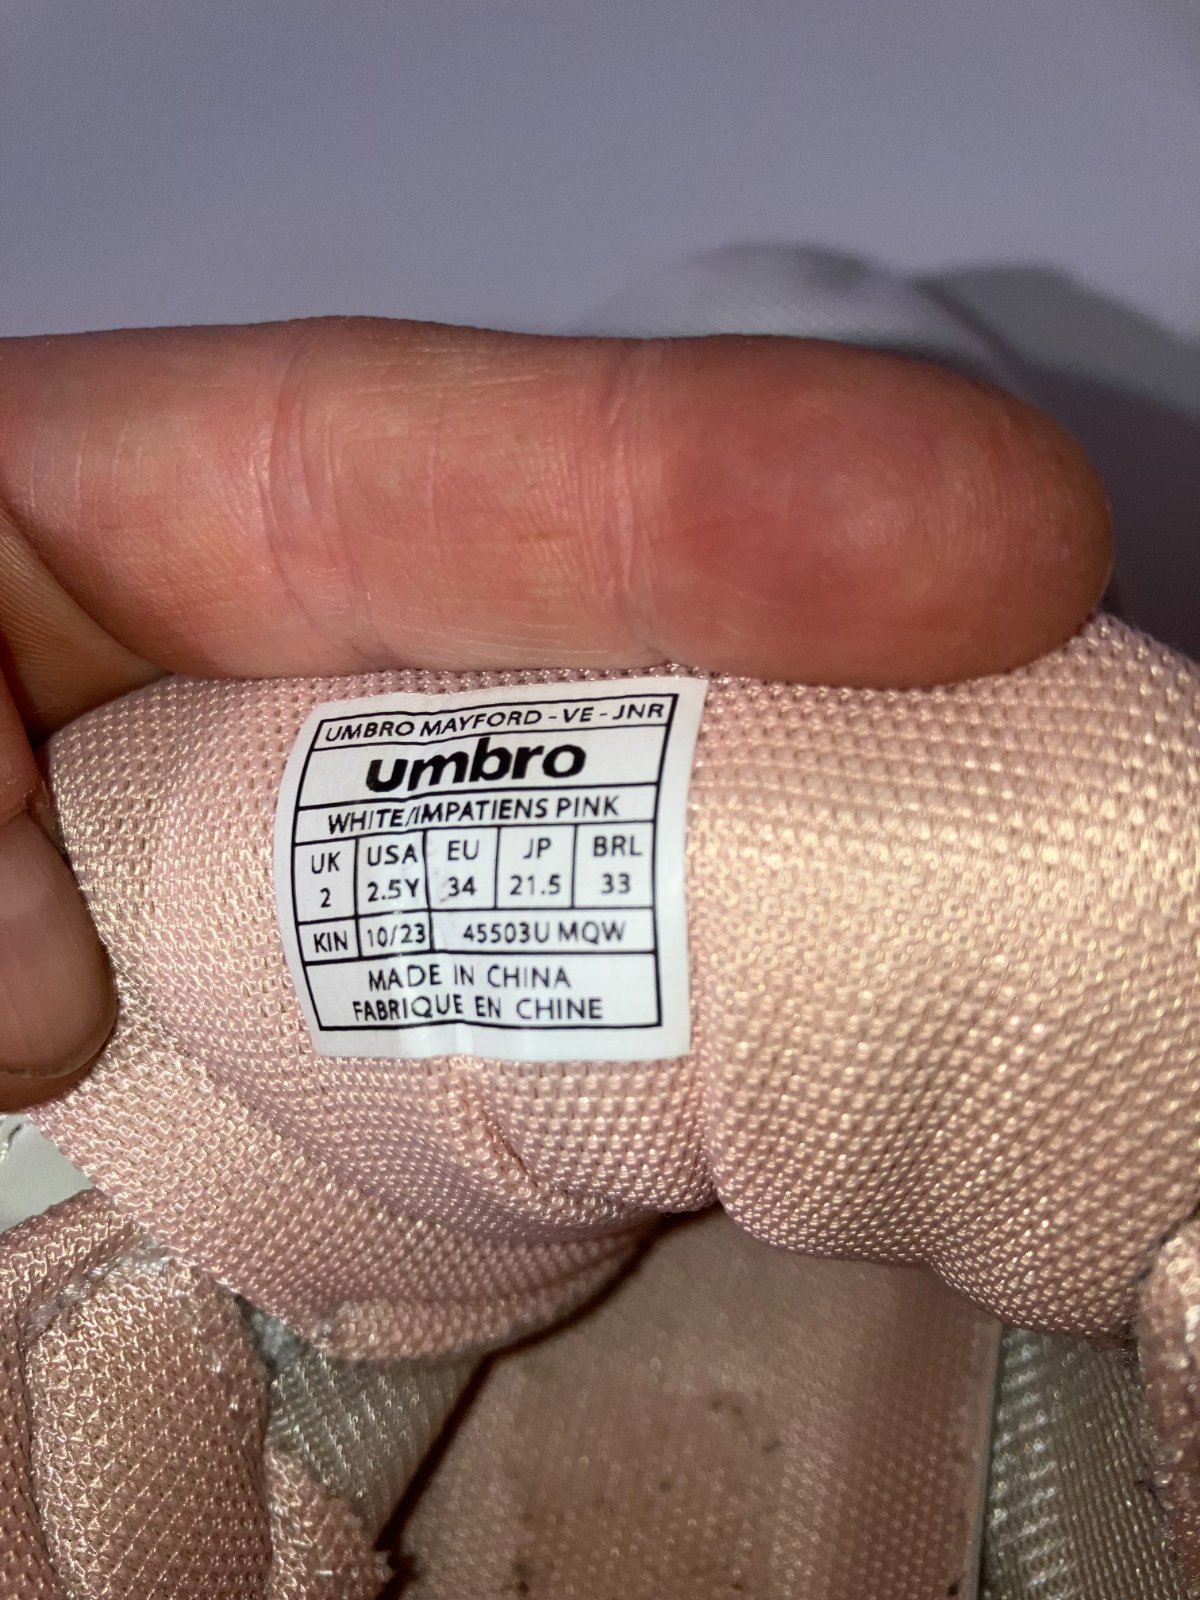 UMBRO MAYFORD - VE - JNR
umbro
WHITE/IMPATIENS PINK
UK USA EU JP BRL
2 2.5Y 34 21.5 33
KIN 10/23 45503U MQW
MADE IN CHINA
FABRIQUE EN CHINE